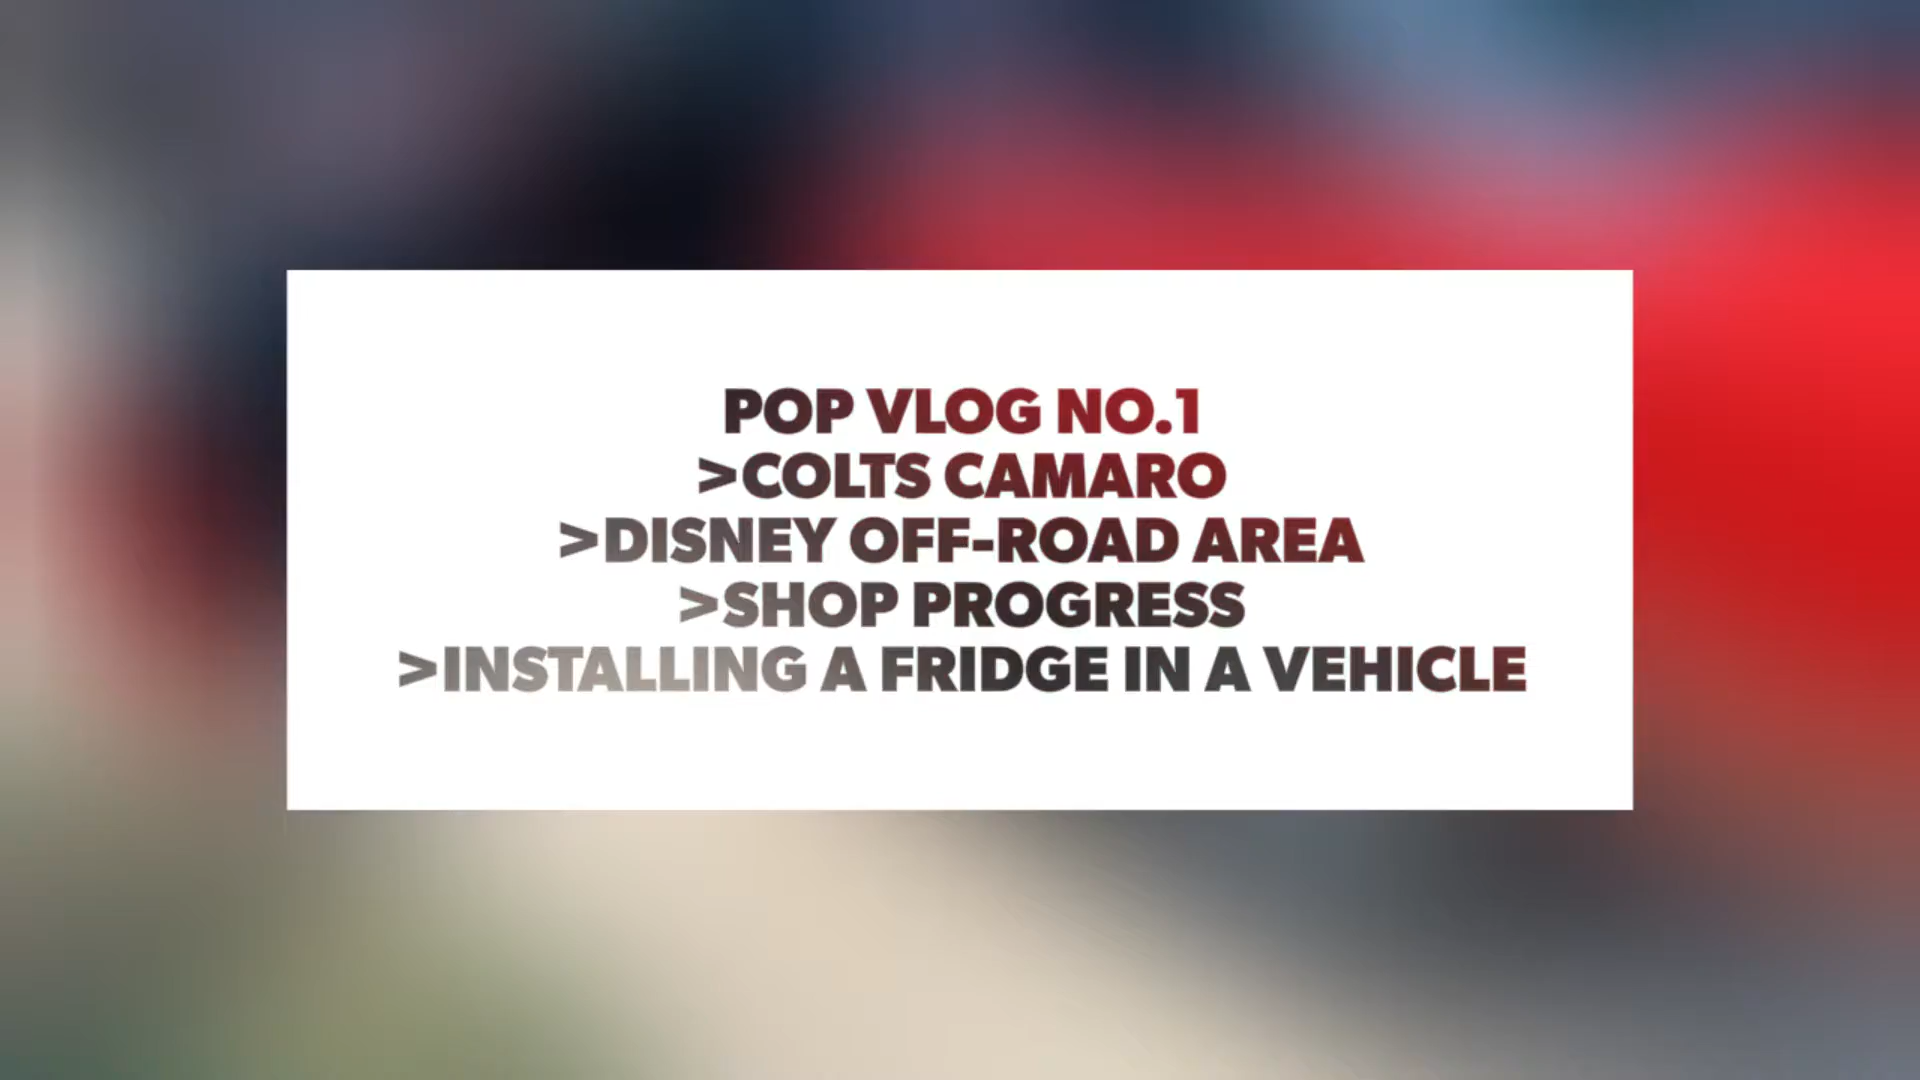 POP VLOG NO.1
>COLTS CAMARO
>DISNEY OFF-ROAD AREA
>SHOP PROGRESS
>INSTALLING A FRIDGE IN A VEHICLE